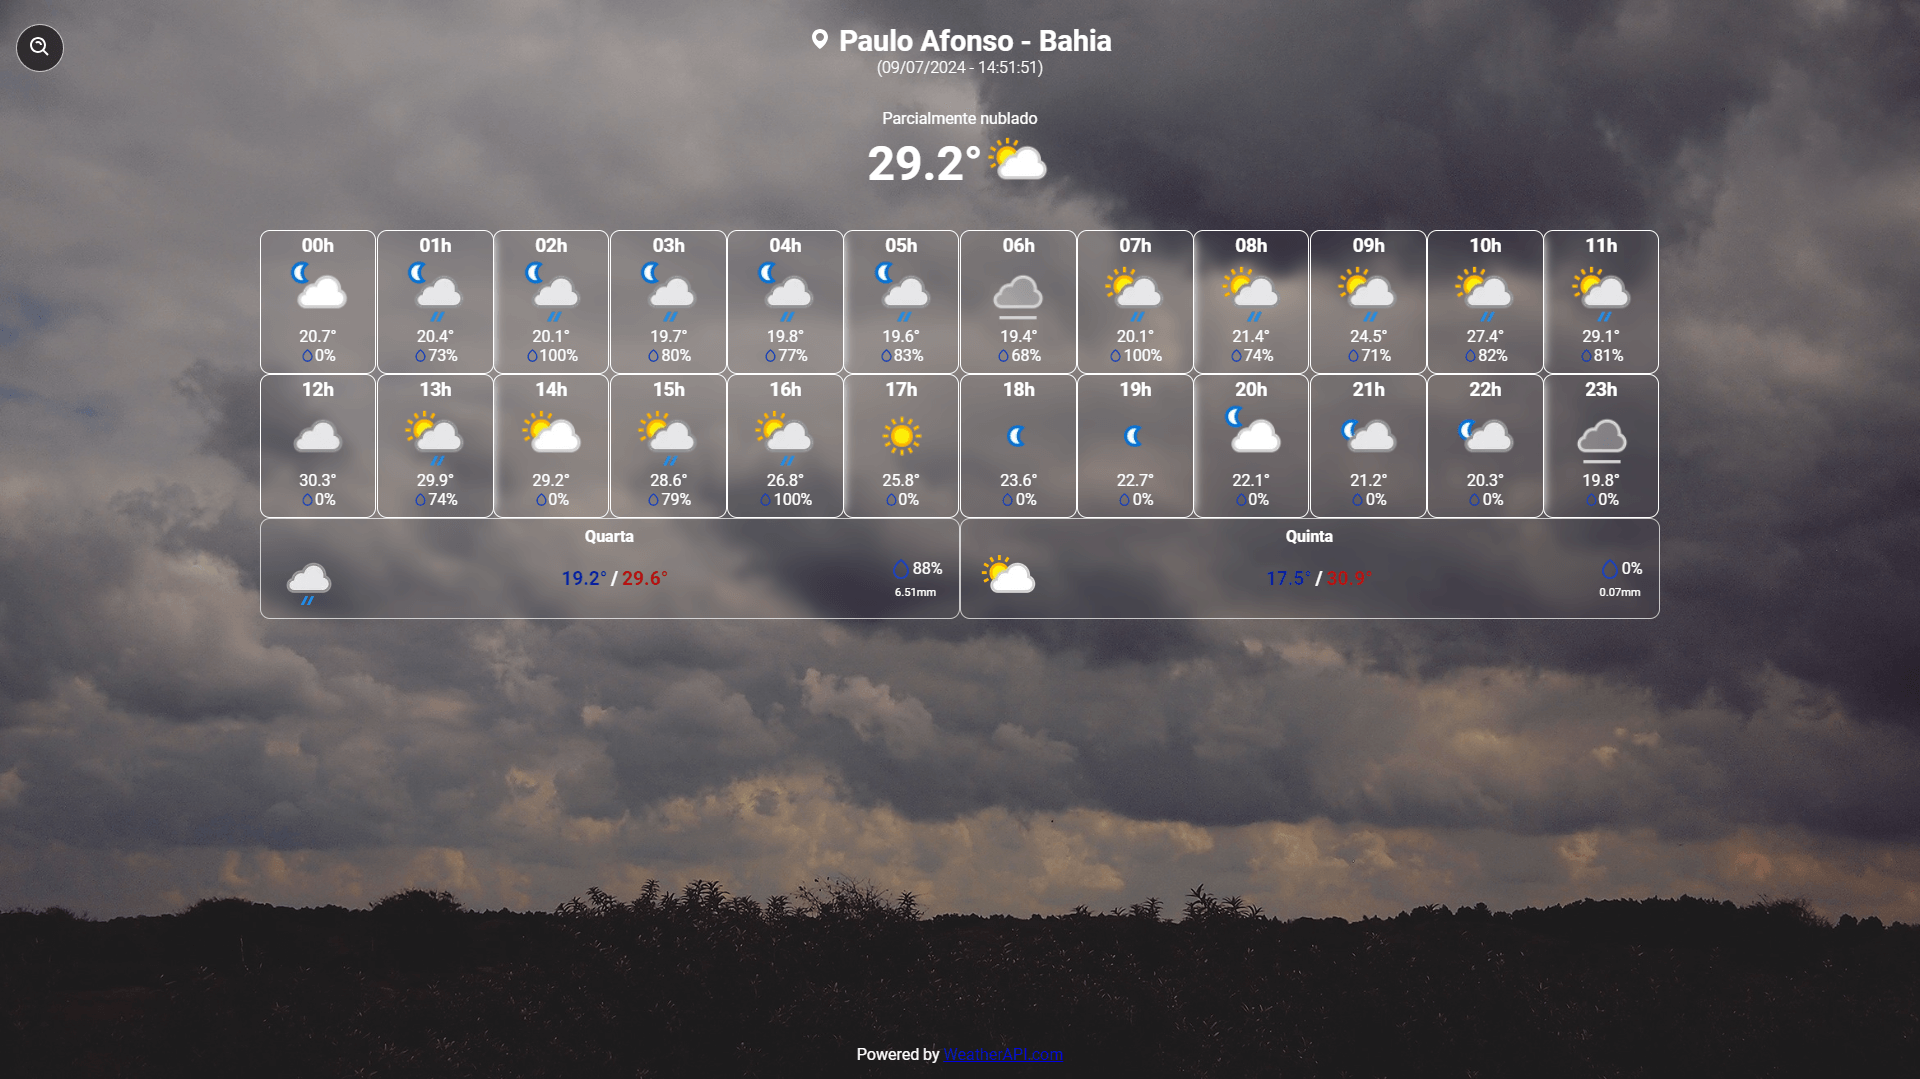 Paulo Afonso - Bahia
(09/07/2024 - 14:51:51)
Parcialmente nublado
29.2°
00h 01h 02h 03h 04h 05h 06h 07h 08h 09h 10h 11h
20.7° 20.4° 20.1° 19.7° 19.8° 19.6° 19.4° 20.1° 21.4° 24.5° 27.4° 29.1°
0% 73% 100% 80% 77% 83% 68% 100% 74% 71% 82% 81%
12h 13h 14h 15h 16h 17h 18h 19h 20h 21h 22h 23h
30.3° 29.9° 29.2° 28.6° 26.8° 25.8° 23.6° 22.7° 22.1° 21.2° 20.3° 19.8°
0% 74% 0% 79% 100% 0% 0% 0% 0% 0% 0% 0%
Quarta
19.2° / 29.6°
88%
6.51mm
Quinta
17.5° / 30.9°
0%
0.07mm
Powered by WeatherAPI.com